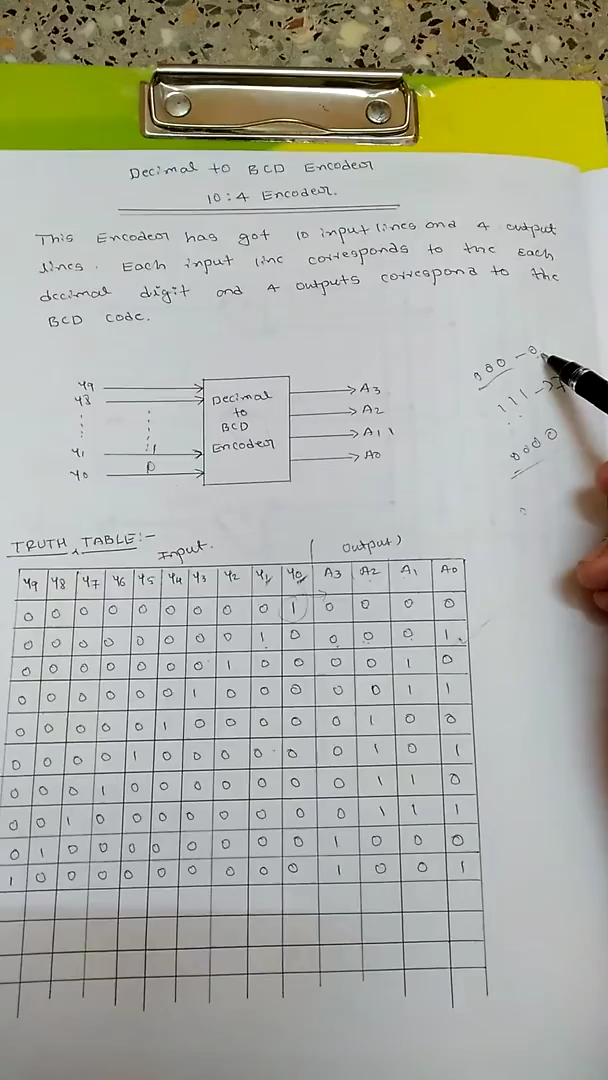 Decimal to BCD Encoder
10:4 Encoder.
This Encoder has got 10 input lines and 4 output
lines. Each input line corresponds to the Each
decimal digit and 4 outputs correspond to the
BCD code.
Y9
Y8
Y1
Y0
1
0
Decimal
to
BCD
Encoder
A3
A2
A1
A0
000 - 0
111 - 7
0000
TRUTH TABLE:-
Input.
(Output)
Y9 Y8 Y7 Y6 Y5 Y4 Y3 Y2 Y1 Y0 A3 A2 A1 A0
0 0 0 0 0 0 0 0 0 1 0 0 0 0
0 0 0 0 0 0 0 0 1 0 0 0 0 1
0 0 0 0 0 0 0 1 0 0 0 0 1 0
0 0 0 0 0 0 1 0 0 0 0 0 1 1
0 0 0 0 0 1 0 0 0 0 0 1 0 0
0 0 0 0 1 0 0 0 0 0 0 1 0 1
0 0 0 1 0 0 0 0 0 0 0 1 1 0
0 0 1 0 0 0 0 0 0 0 0 1 1 1
0 1 0 0 0 0 0 0 0 0 1 0 0 0
1 0 0 0 0 0 0 0 0 0 1 0 0 1